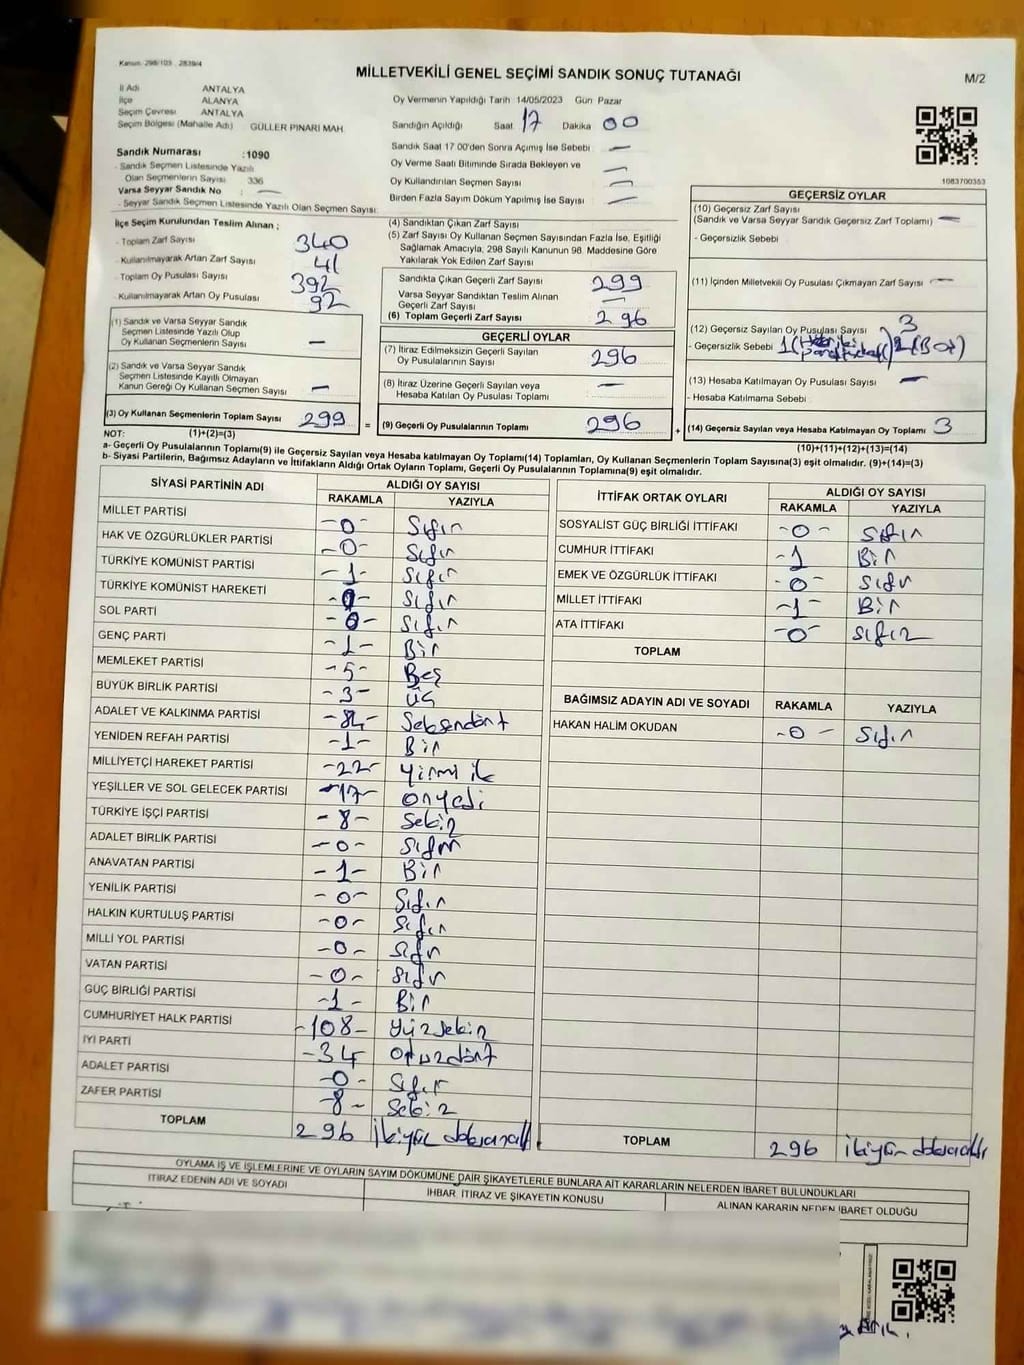 Kanun: 298/103 , 2839/4
MİLLETVEKİLİ GENEL SEÇİMİ SANDIK SONUÇ TUTANAĞI
M/2
İl Adı ANTALYA
İlçe ALANYA
Seçim Çevresi ANTALYA
Seçim Bölgesi (Mahalle Adı) GÜLLER PINARI MAH.
Oy Vermenin Yapıldığı Tarih 14/05/2023 Gün Pazar
Sandığın Açıldığı Saat 17 Dakika 00
Sandık Saat 17 00'den Sonra Açımış İse Sebebi —
Oy Verme Saati Bitiminde Sırada Bekleyen ve
Oy Kullandırılan Seçmen Sayısı —
Birden Fazla Sayım Döküm Yapılmış İse Sayısı —
1083700353
Sandık Numarası :1090
- Sandık Seçmen Listesinde Yazılı
Olan Seçmenlerin Sayısı 336
Varsa Seyyar Sandık No : —
- Seyyar Sandık Seçmen Listesinde Yazılı Olan Seçmen Sayısı:
İlçe Seçim Kurulundan Teslim Alınan ;
- Toplam Zarf Sayısı 340
- Kullanılmayarak Artan Zarf Sayısı 41
- Toplam Oy Pusulası Sayısı 392
- Kullanılmayarak Artan Oy Pusulası 92
(1) Sandık ve Varsa Seyyar Sandık
Seçmen Listesinde Yazılı Olup
Oy Kullanan Seçmenlerin Sayısı —
(2) Sandık ve Varsa Seyyar Sandık
Seçmen Listesinde Kayıtlı Olmayan
Kanun Gereği Oy Kullanan Seçmen Sayısı —
(3) Oy Kullanan Seçmenlerin Toplam Sayısı 299 =
(4) Sandıktan Çıkan Zarf Sayısı
(5) Zarf Sayısı Oy Kullanan Seçmen Sayısından Fazla İse, Eşitliği
Sağlamak Amacıyla, 298 Sayılı Kanunun 98. Maddesine Göre
Yakılarak Yok Edilen Zarf Sayısı
Sandıkta Çıkan Geçerli Zarf Sayısı 299
Varsa Seyyar Sandıktan Teslim Alınan
Geçerli Zarf Sayısı —
(6) Toplam Geçerli Zarf Sayısı 296
GEÇERLİ OYLAR
(7) İtiraz Edilmeksizin Geçerli Sayılan
Oy Pusulalarının Sayısı 296
(8) İtiraz Üzerine Geçerli Sayılan veya
Hesaba Katılan Oy Pusulası Toplamı —
(9) Geçerli Oy Pusulalarının Toplamı 296 +
GEÇERSİZ OYLAR
(10) Geçersiz Zarf Sayısı
(Sandık ve Varsa Seyyar Sandık Geçersiz Zarf Toplamı) —
- Geçersizlik Sebebi
(11) İçinden Milletvekili Oy Pusulası Çıkmayan Zarf Sayısı —
(12) Geçersiz Sayılan Oy Pusulası Sayısı 3
- Geçersizlik Sebebi 1 2 (Boş)
(13) Hesaba Katılmayan Oy Pusulası Sayısı —
- Hesaba Katılmama Sebebi
(14) Geçersiz Sayılan veya Hesaba Katılmayan Oy Toplamı 3
NOT: (1)+(2)=(3) (10)+(11)+(12)+(13)=(14)
a- Geçerli Oy Pusulalarının Toplamı(9) ile Geçersiz Sayılan veya Hesaba katılmayan Oy Toplamı(14) Toplamları, Oy Kullanan Seçmenlerin Toplam Sayısına(3) eşit olmalıdır. (9)+(14)=(3)
b- Siyasi Partilerin, Bağımsız Adayların ve İttifakların Aldığı Ortak Oyların Toplamı, Geçerli Oy Pusulalarının Toplamına(9) eşit olmalıdır.
SİYASİ PARTİNİN ADI ALDIĞI OY SAYISI
RAKAMLA YAZIYLA
MİLLET PARTİSİ -0- Sıfır
HAK VE ÖZGÜRLÜKLER PARTİSİ -0- Sıfır
TÜRKİYE KOMÜNİST PARTİSİ -1- Sıfır
TÜRKİYE KOMÜNİST HAREKETİ -0- Sıfır
SOL PARTİ -0- Sıfır
GENÇ PARTİ -1- Bir
MEMLEKET PARTİSİ -5- Beş
BÜYÜK BİRLİK PARTİSİ -3- Üç
ADALET VE KALKINMA PARTİSİ -84- Seksendört
YENİDEN REFAH PARTİSİ -1- Bir
MİLLİYETÇİ HAREKET PARTİSİ -22- Yirmi ik
YEŞİLLER VE SOL GELECEK PARTİSİ -17- Onyedi
TÜRKİYE İŞÇİ PARTİSİ -8- Sekiz
ADALET BİRLİK PARTİSİ -0- Sıfır
ANAVATAN PARTİSİ -1- Bir
YENİLİK PARTİSİ -0- Sıfır
HALKIN KURTULUŞ PARTİSİ -0- Sıfır
MİLLİ YOL PARTİSİ -0- Sıfır
VATAN PARTİSİ -0- Sıfır
GÜÇ BİRLİĞİ PARTİSİ -1- Bir
CUMHURİYET HALK PARTİSİ -108- Yüzsekiz
İYİ PARTİ -34 Otuzdört
ADALET PARTİSİ -0- Sıfır
ZAFER PARTİSİ -8- Sekiz
TOPLAM 296 İkiyüz doksanaltı
İTTİFAK ORTAK OYLARI ALDIĞI OY SAYISI
RAKAMLA YAZIYLA
SOSYALİST GÜÇ BİRLİĞİ İTTİFAKI -0- Sıfır
CUMHUR İTTİFAKI -1 Bir
EMEK VE ÖZGÜRLÜK İTTİFAKI -0- Sıfır
MİLLET İTTİFAKI -1- Bir
ATA İTTİFAKI -0- Sıfır
TOPLAM
BAĞIMSIZ ADAYIN ADI VE SOYADI RAKAMLA YAZIYLA
HAKAN HALİM OKUDAN -0- Sıfır
TOPLAM 296 İkiyüz doksanaltı
OYLAMA İŞ VE İŞLEMLERİNE VE OYLARIN SAYIM DÖKÜMÜNE DAİR ŞİKAYETLERLE BUNLARA AİT KARARLARIN NELERDEN İBARET BULUNDUKLARI
İTİRAZ EDENİN ADI VE SOYADI
İHBAR, İTİRAZ VE ŞİKAYETİN KONUSU
ALINAN KARARIN NEDEN İBARET OLDUĞU